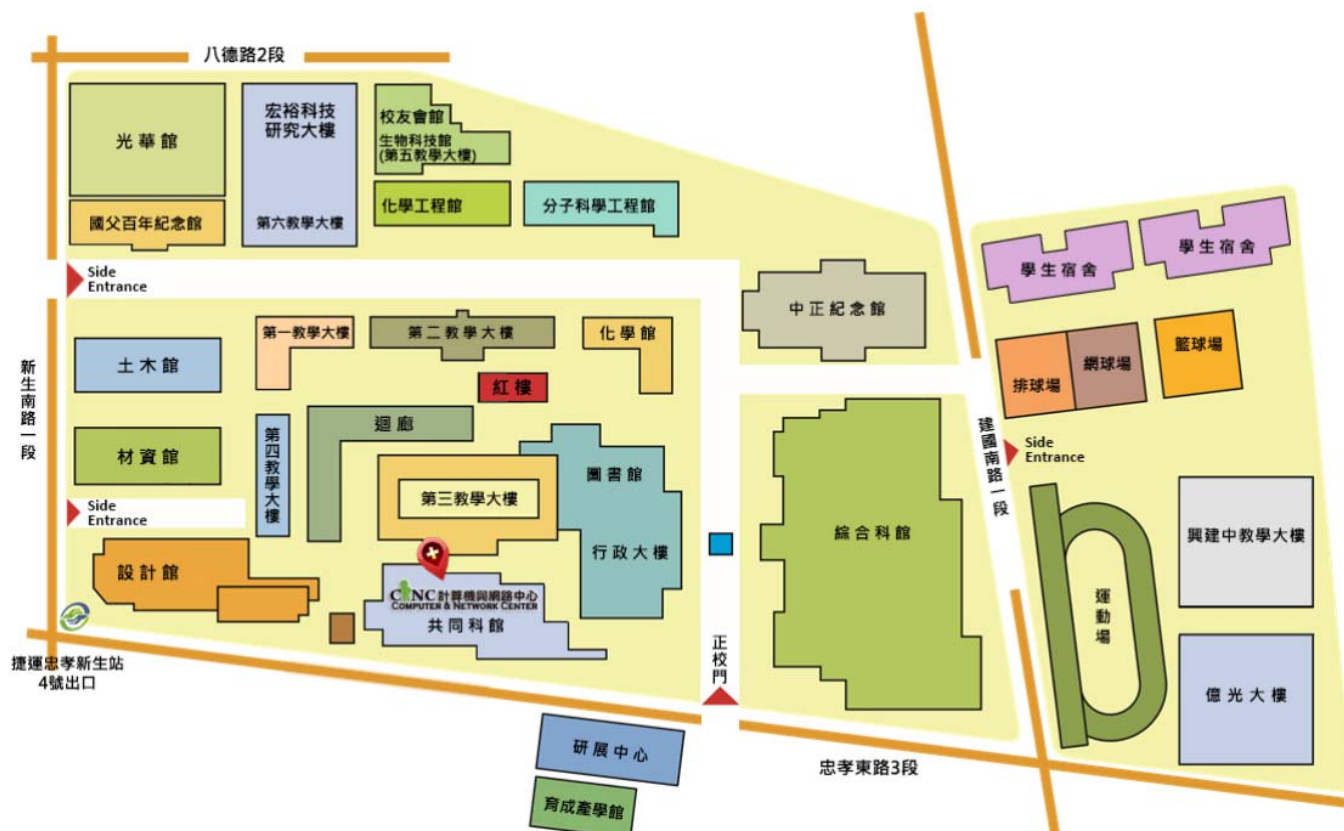 八德路2段
光華館
宏裕科技
研究大樓
校友會館
生物科技館
(第五教學大樓)
國父百年紀念館
第六教學大樓
化學工程館
分子科學工程館
學生宿舍
學生宿舍
Side
Entrance
中正紀念館
第一教學大樓
第二教學大樓
化學館
新生南路一段
土木館
紅樓
排球場
網球場
籃球場
迴廊
第四教學大樓
材資館
圖書館
建國南路一段
Side
Entrance
第三教學大樓
Side
Entrance
行政大樓
綜合科館
興建中教學大樓
設計館
CINC計算機與網路中心
COMPUTER & NETWORK CENTER
共同科館
運動場
正校門
捷運忠孝新生站
4號出口
億光大樓
研展中心
忠孝東路3段
育成產學館